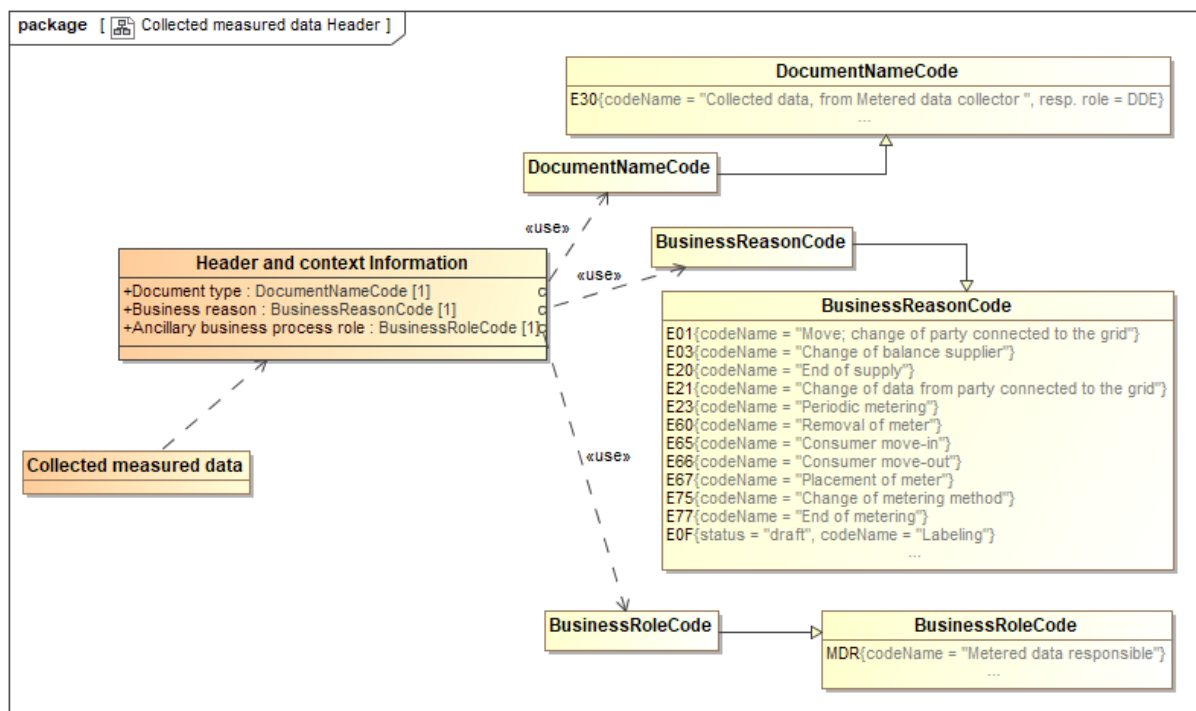 package [ Collected measured data Header ]
DocumentNameCode
E30{codeName = "Collected data, from Metered data collector ", resp. role = DDE}
...
DocumentNameCode
«use»
BusinessReasonCode
«use»
Header and context Information
+Document type : DocumentNameCode [1]
+Business reason : BusinessReasonCode [1]
+Ancillary business process role : BusinessRoleCode [1]
BusinessReasonCode
E01{codeName = "Move; change of party connected to the grid"}
E03{codeName = "Change of balance supplier"}
E20{codeName = "End of supply"}
E21{codeName = "Change of data from party connected to the grid"}
E23{codeName = "Periodic metering"}
E60{codeName = "Removal of meter"}
E65{codeName = "Consumer move-in"}
E66{codeName = "Consumer move-out"}
E67{codeName = "Placement of meter"}
E75{codeName = "Change of metering method"}
E77{codeName = "End of metering"}
E0F{status = "draft", codeName = "Labeling"}
...
«use»
Collected measured data
BusinessRoleCode
BusinessRoleCode
MDR{codeName = "Metered data responsible"}
...